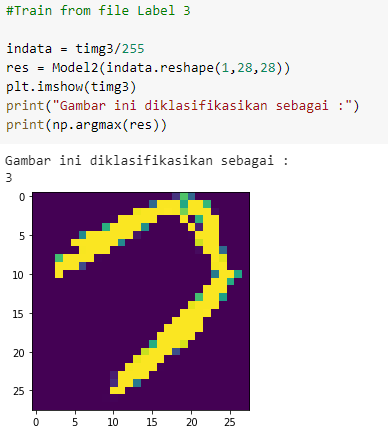 #Train from file Label 3
indata = timg3/255
res = Model2(indata.reshape(1,28,28))
plt.imshow(timg3)
print("Gambar ini diklasifikasikan sebagai :")
print(np.argmax(res))
Gambar ini diklasifikasikan sebagai :
3
0
5
10
15
20
25
0 5 10 15 20 25